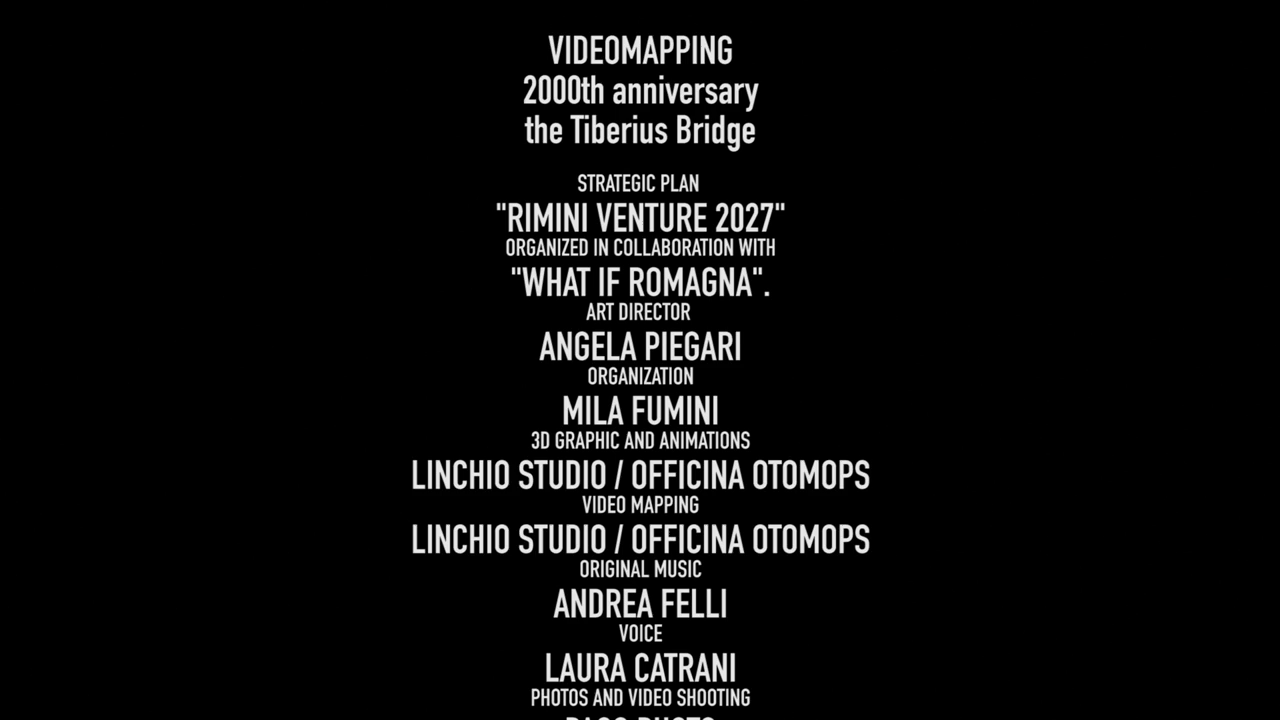 VIDEOMAPPING
2000th anniversary
the Tiberius Bridge
STRATEGIC PLAN
"RIMINI VENTURE 2027"
ORGANIZED IN COLLABORATION WITH
"WHAT IF ROMAGNA".
ART DIRECTOR
ANGELA PIEGARI
ORGANIZATION
MILA FUMINI
3D GRAPHIC AND ANIMATIONS
LINCHIO STUDIO / OFFICINA OTOMOPS
VIDEO MAPPING
LINCHIO STUDIO / OFFICINA OTOMOPS
ORIGINAL MUSIC
ANDREA FELLI
VOICE
LAURA CATRANI
PHOTOS AND VIDEO SHOOTING